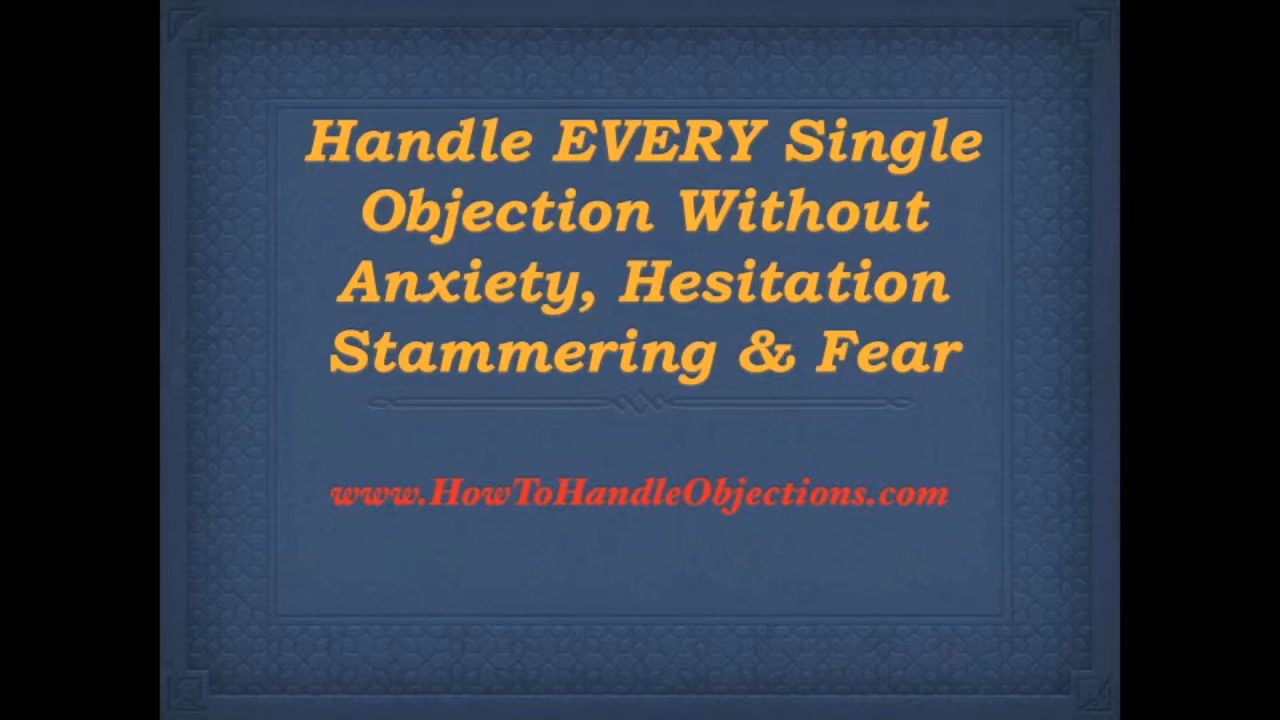 Handle EVERY Single
Objection Without
Anxiety, Hesitation
Stammering & Fear
www.HowToHandleObjections.com